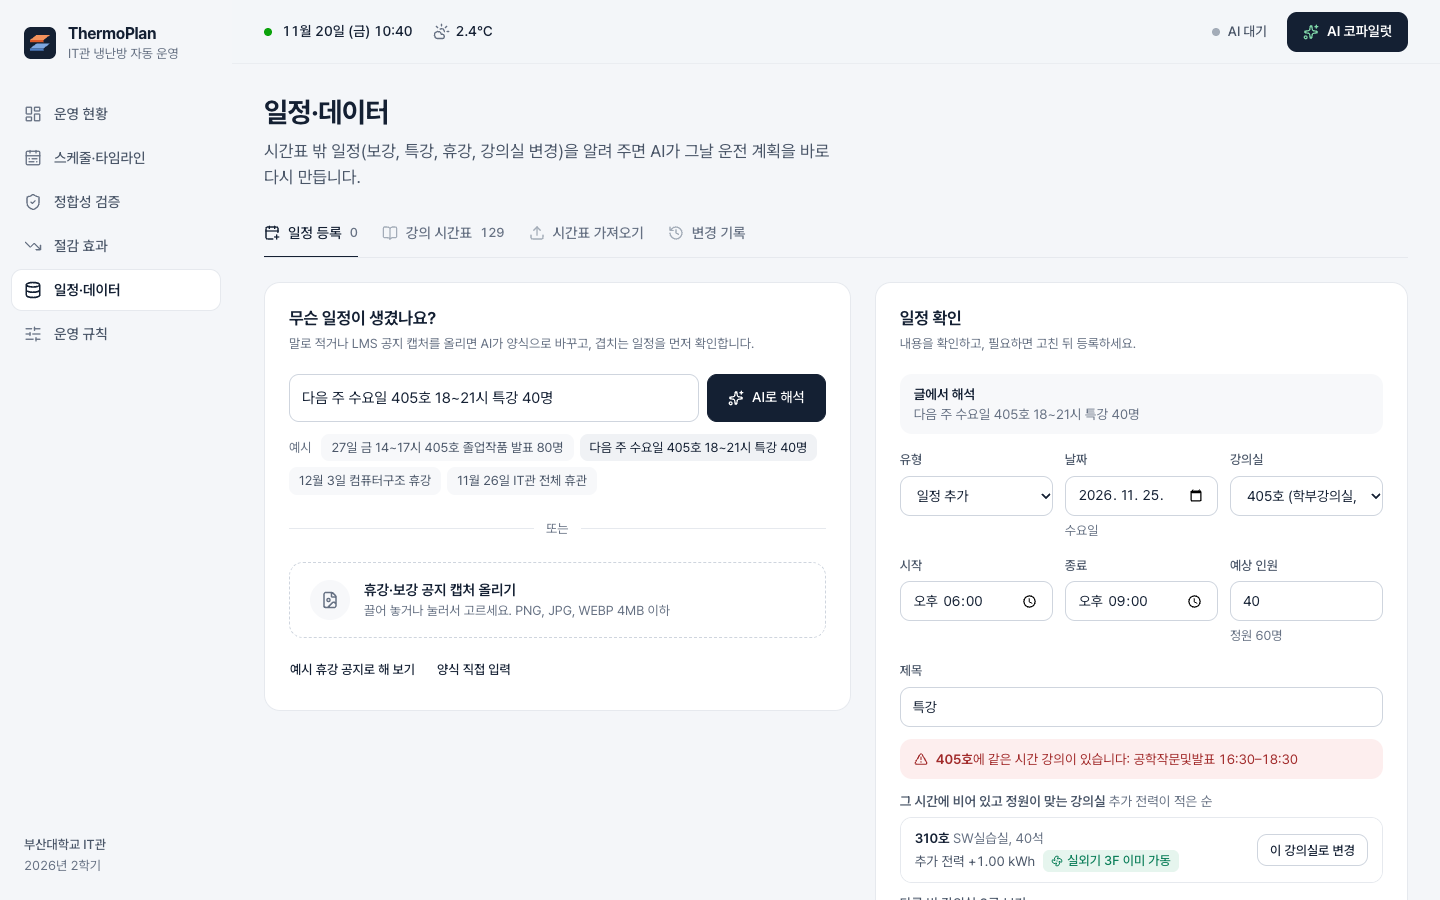 ThermoPlan
IT관 냉난방 자동 운영
운영 현황
스케줄·타임라인
정합성 검증
절감 효과
일정·데이터
운영 규칙
부산대학교 IT관
2026년 2학기
11월 20일 (금) 10:40
2.4°C
AI 대기
AI 코파일럿
일정·데이터
시간표 밖 일정(보강, 특강, 휴강, 강의실 변경)을 알려 주면 AI가 그날 운전 계획을 바로
다시 만듭니다.
일정 등록 0
강의 시간표 129
시간표 가져오기
변경 기록
무슨 일정이 생겼나요?
말로 적거나 LMS 공지 캡처를 올리면 AI가 양식으로 바꾸고, 겹치는 일정을 먼저 확인합니다.
다음 주 수요일 405호 18~21시 특강 40명
AI로 해석
예시
27일 금 14~17시 405호 졸업작품 발표 80명
다음 주 수요일 405호 18~21시 특강 40명
12월 3일 컴퓨터구조 휴강
11월 26일 IT관 전체 휴관
또는
휴강·보강 공지 캡처 올리기
끌어 놓거나 눌러서 고르세요. PNG, JPG, WEBP 4MB 이하
예시 휴강 공지로 해 보기
양식 직접 입력
일정 확인
내용을 확인하고, 필요하면 고친 뒤 등록하세요.
글에서 해석
다음 주 수요일 405호 18~21시 특강 40명
유형
날짜
강의실
일정 추가
2026. 11. 25.
405호 (학부강의실,
수요일
시작
종료
예상 인원
오후 06:00
오후 09:00
40
정원 60명
제목
특강
405호에 같은 시간 강의가 있습니다: 공학작문및발표 16:30–18:30
그 시간에 비어 있고 정원이 맞는 강의실 추가 전력이 적은 순
310호 SW실습실, 40석
추가 전력 +1.00 kWh
실외기 3F 이미 가동
이 강의실로 변경